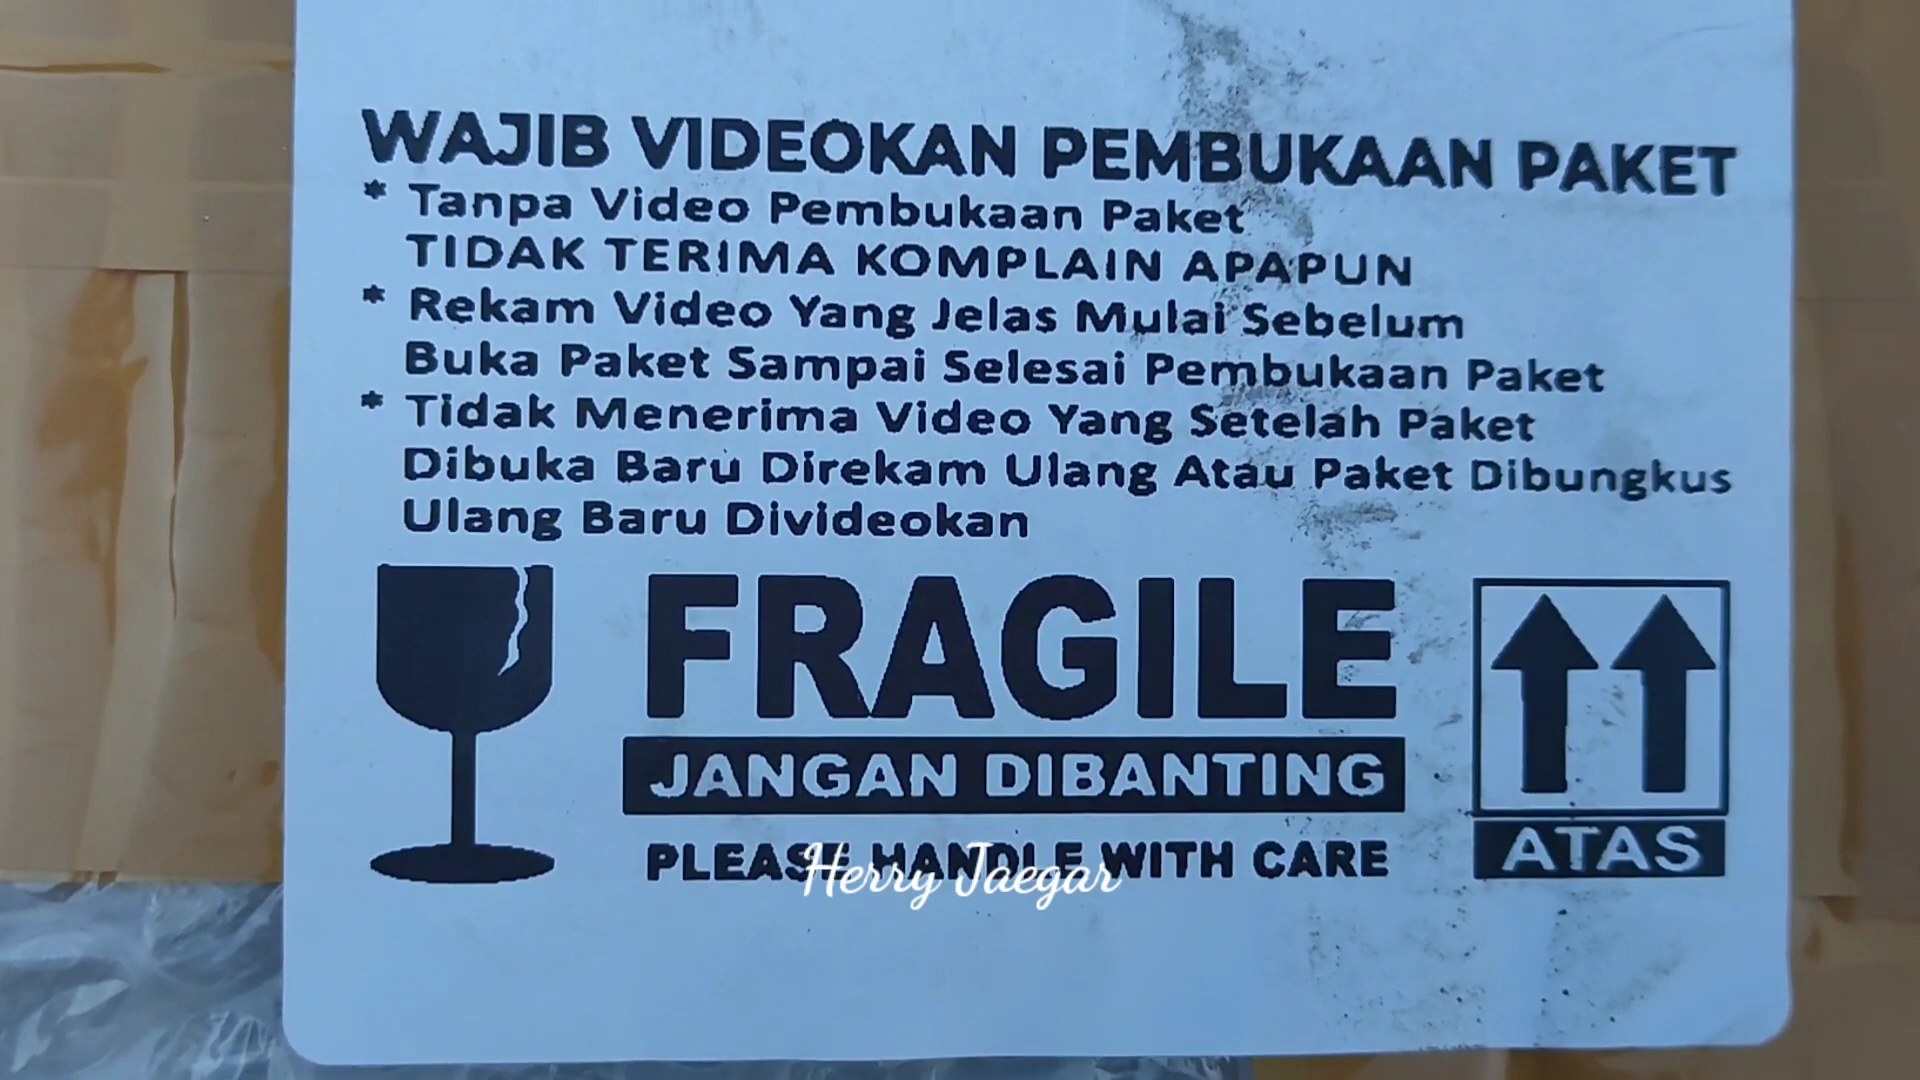 WAJIB VIDEOKAN PEMBUKAAN PAKET
* Tanpa Video Pembukaan Paket
TIDAK TERIMA KOMPLAIN APAPUN
* Rekam Video Yang Jelas Mulai Sebelum
Buka Paket Sampai Selesai Pembukaan Paket
* Tidak Menerima Video Yang Setelah Paket
Dibuka Baru Direkam Ulang Atau Paket Dibungkus
Ulang Baru Divideokan
FRAGILE
JANGAN DIBANTING
PLEASE HANDLE WITH CARE
Herry Jaegar
ATAS